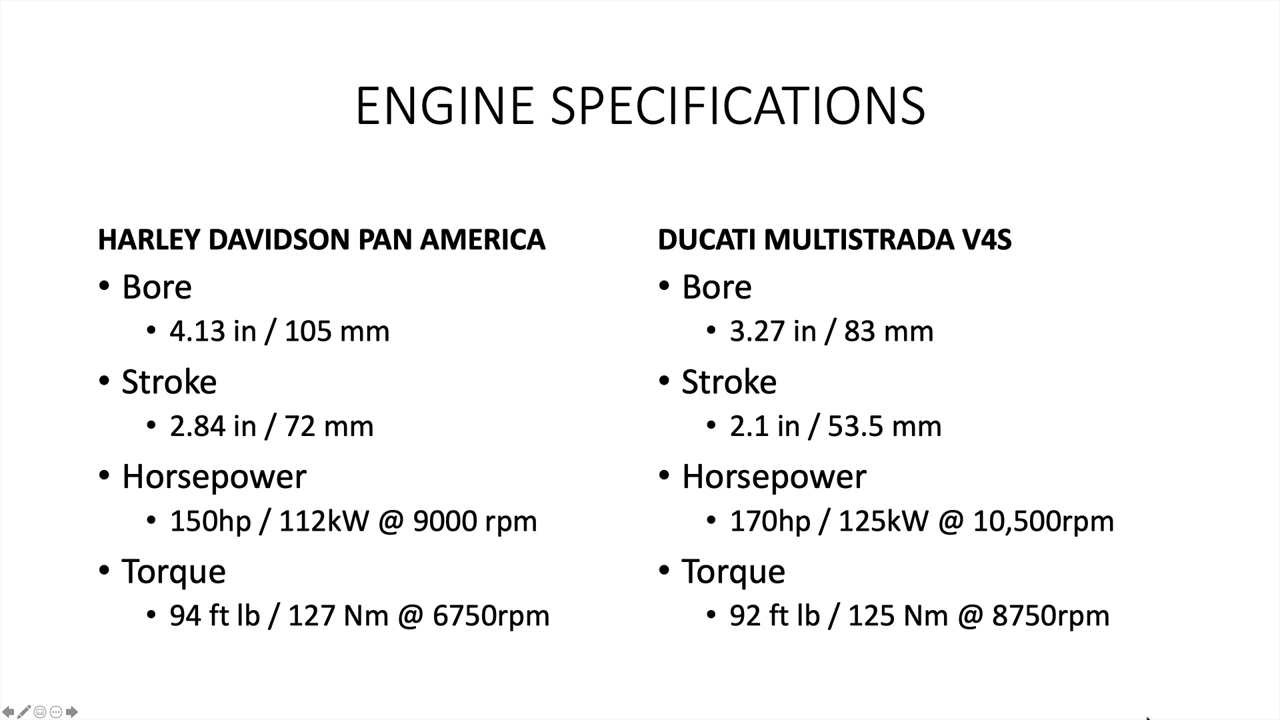 ENGINE SPECIFICATIONS
HARLEY DAVIDSON PAN AMERICA
• Bore
• 4.13 in / 105 mm
• Stroke
• 2.84 in / 72 mm
• Horsepower
• 150hp / 112kW @ 9000 rpm
• Torque
• 94 ft lb / 127 Nm @ 6750rpm
DUCATI MULTISTRADA V4S
• Bore
• 3.27 in / 83 mm
• Stroke
• 2.1 in / 53.5 mm
• Horsepower
• 170hp / 125kW @ 10,500rpm
• Torque
• 92 ft lb / 125 Nm @ 8750rpm